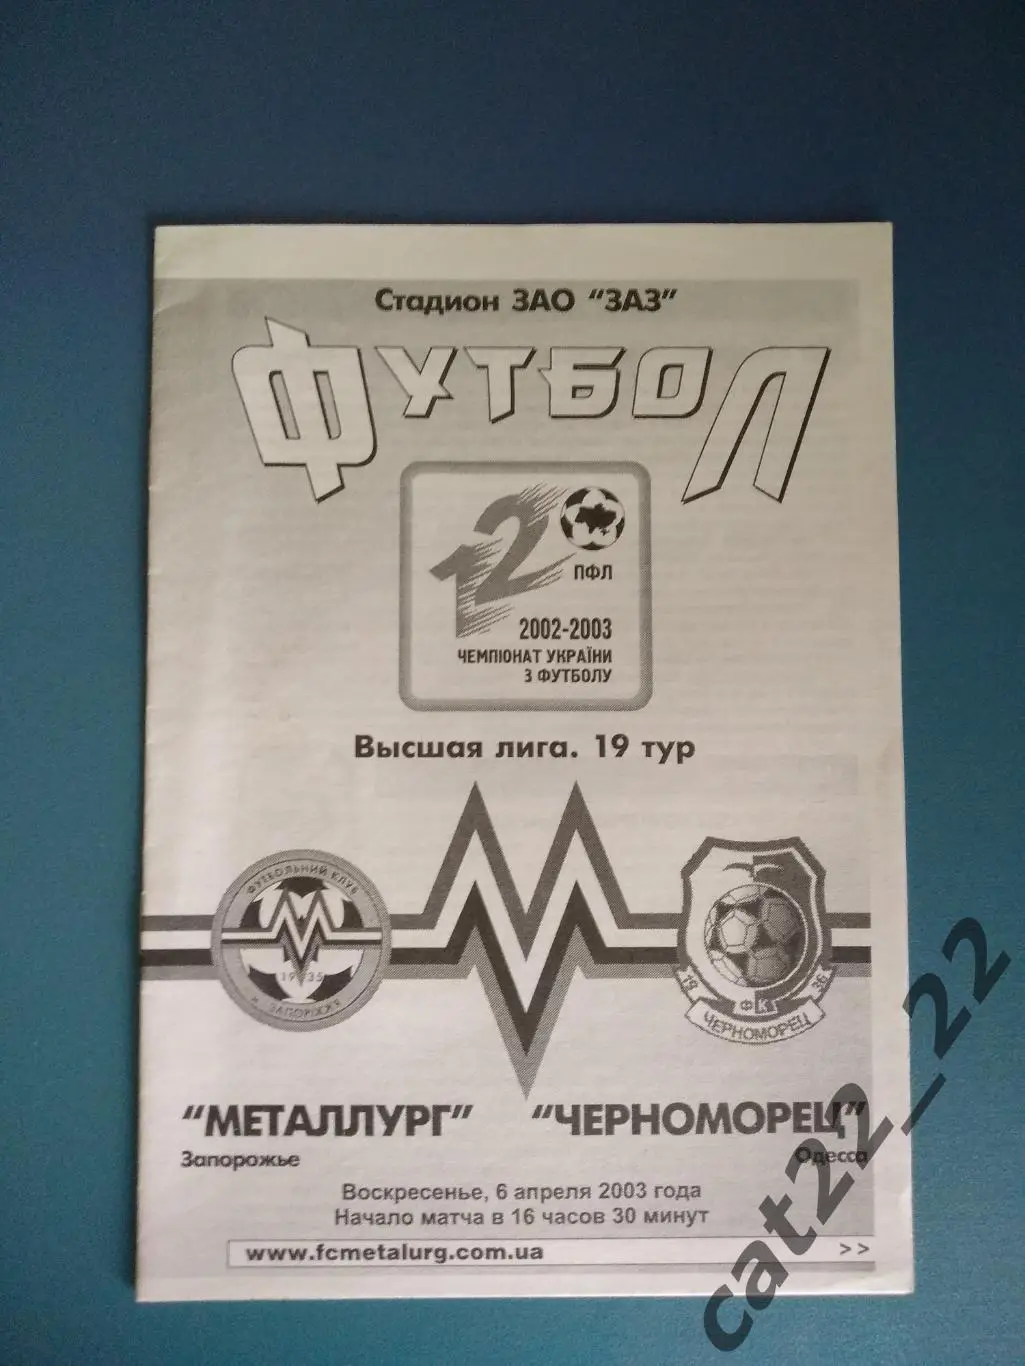 Стадион ЗАО "ЗАЗ"
ФУТБОЛ
12
ПФЛ
2002-2003
ЧЕМПІОНАТ УКРАЇНИ
З ФУТБОЛУ
Высшая лига. 19 тур
ФУТБОЛЬНИЙ КЛУБ
1935
м. ЗАПОРІЖЖЯ
19 ФК 36
ЧЕРНОМОРЕЦ
"МЕТАЛЛУРГ" "ЧЕРНОМОРЕЦ"
Запорожье Одесса
Воскресенье, 6 апреля 2003 года
Начало матча в 16 часов 30 минут
www.fcmetalurg.com.ua >>
cat22_22